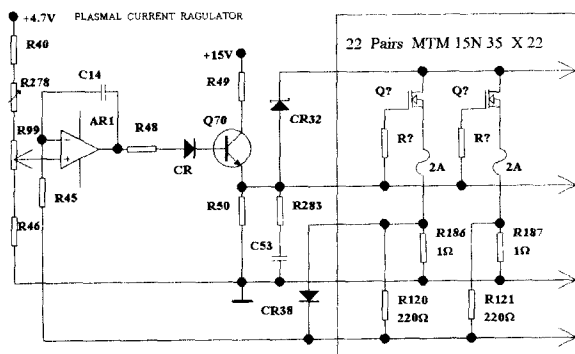 +4.7V
PLASMAL CURRENT RAGULATOR
R40
R278
R99
C14
AR1
R48
CR
R45
R46
+15V
R49
Q70
R50
CR32
R283
C53
CR38
22 Pairs MTM 15N 35 X 22
Q?
Q?
R?
R?
2A
2A
R186
1Ω
R187
1Ω
R120
220Ω
R121
220Ω